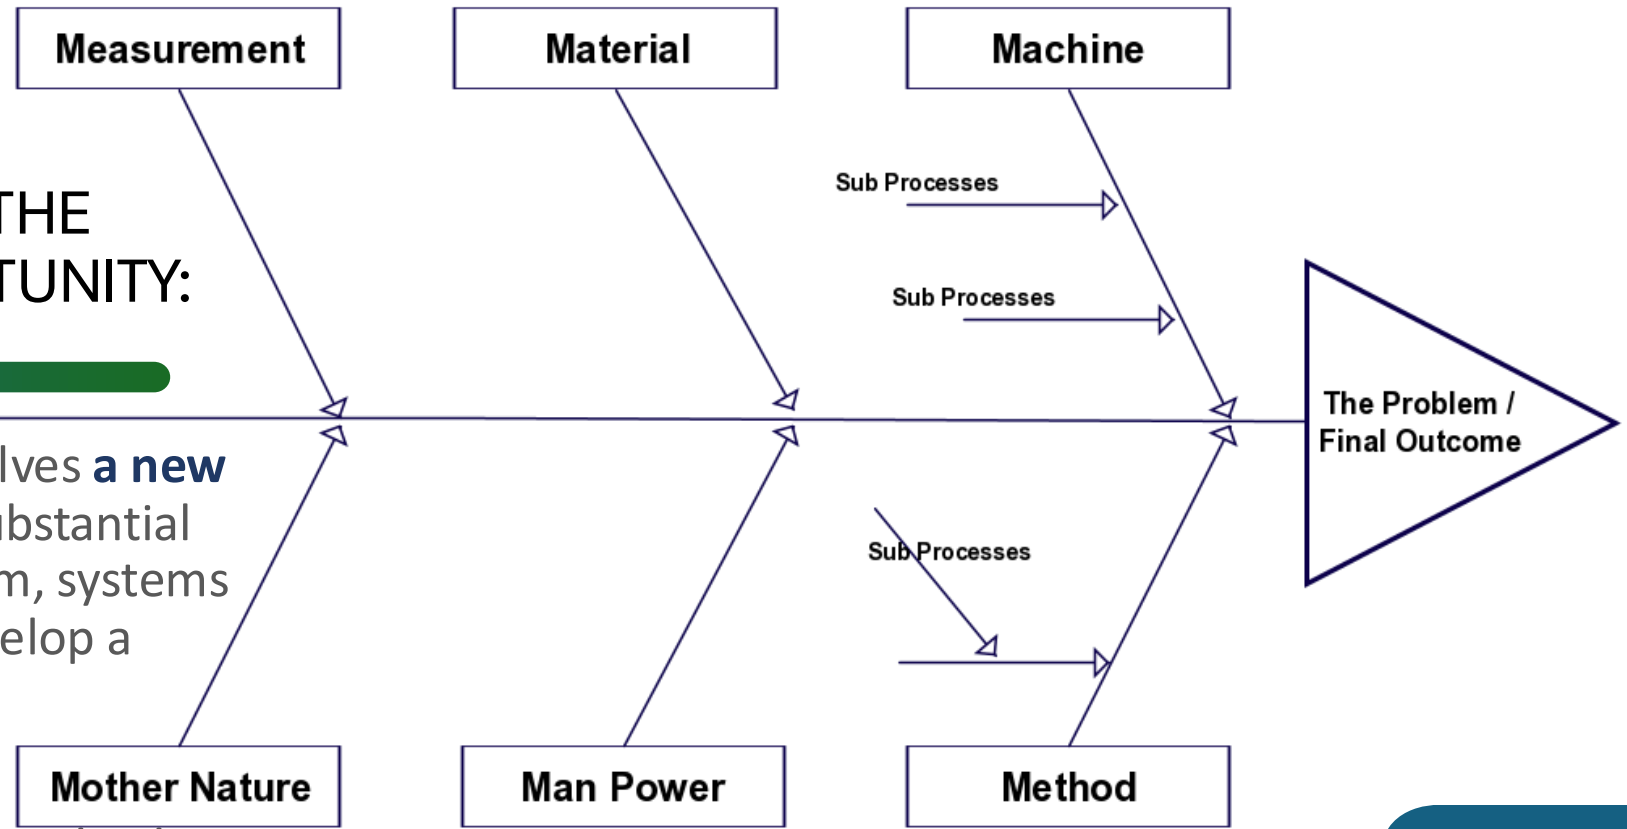 Measurement
Material
Machine
Sub Processes
THE
TUNITY:
Sub Processes
The Problem /
Final Outcome
lves a new
ubstantial
Sub Processes
m, systems
elop a
Mother Nature
Man Power
Method